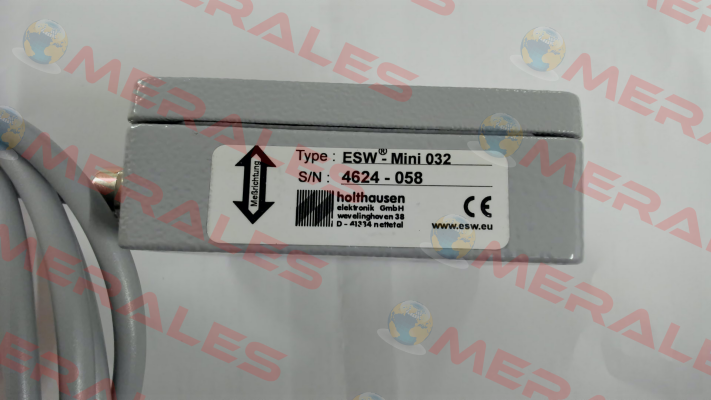 Type : ESW® - Mini 032
S/N : 4624 - 058
Meßrichtung
holthausen
elektronik GmbH
wevelinghoven 38
D - 41334 nettetal
CE
www.esw.eu
MERALES
MERALES
MERALES
MERALES
MERALES